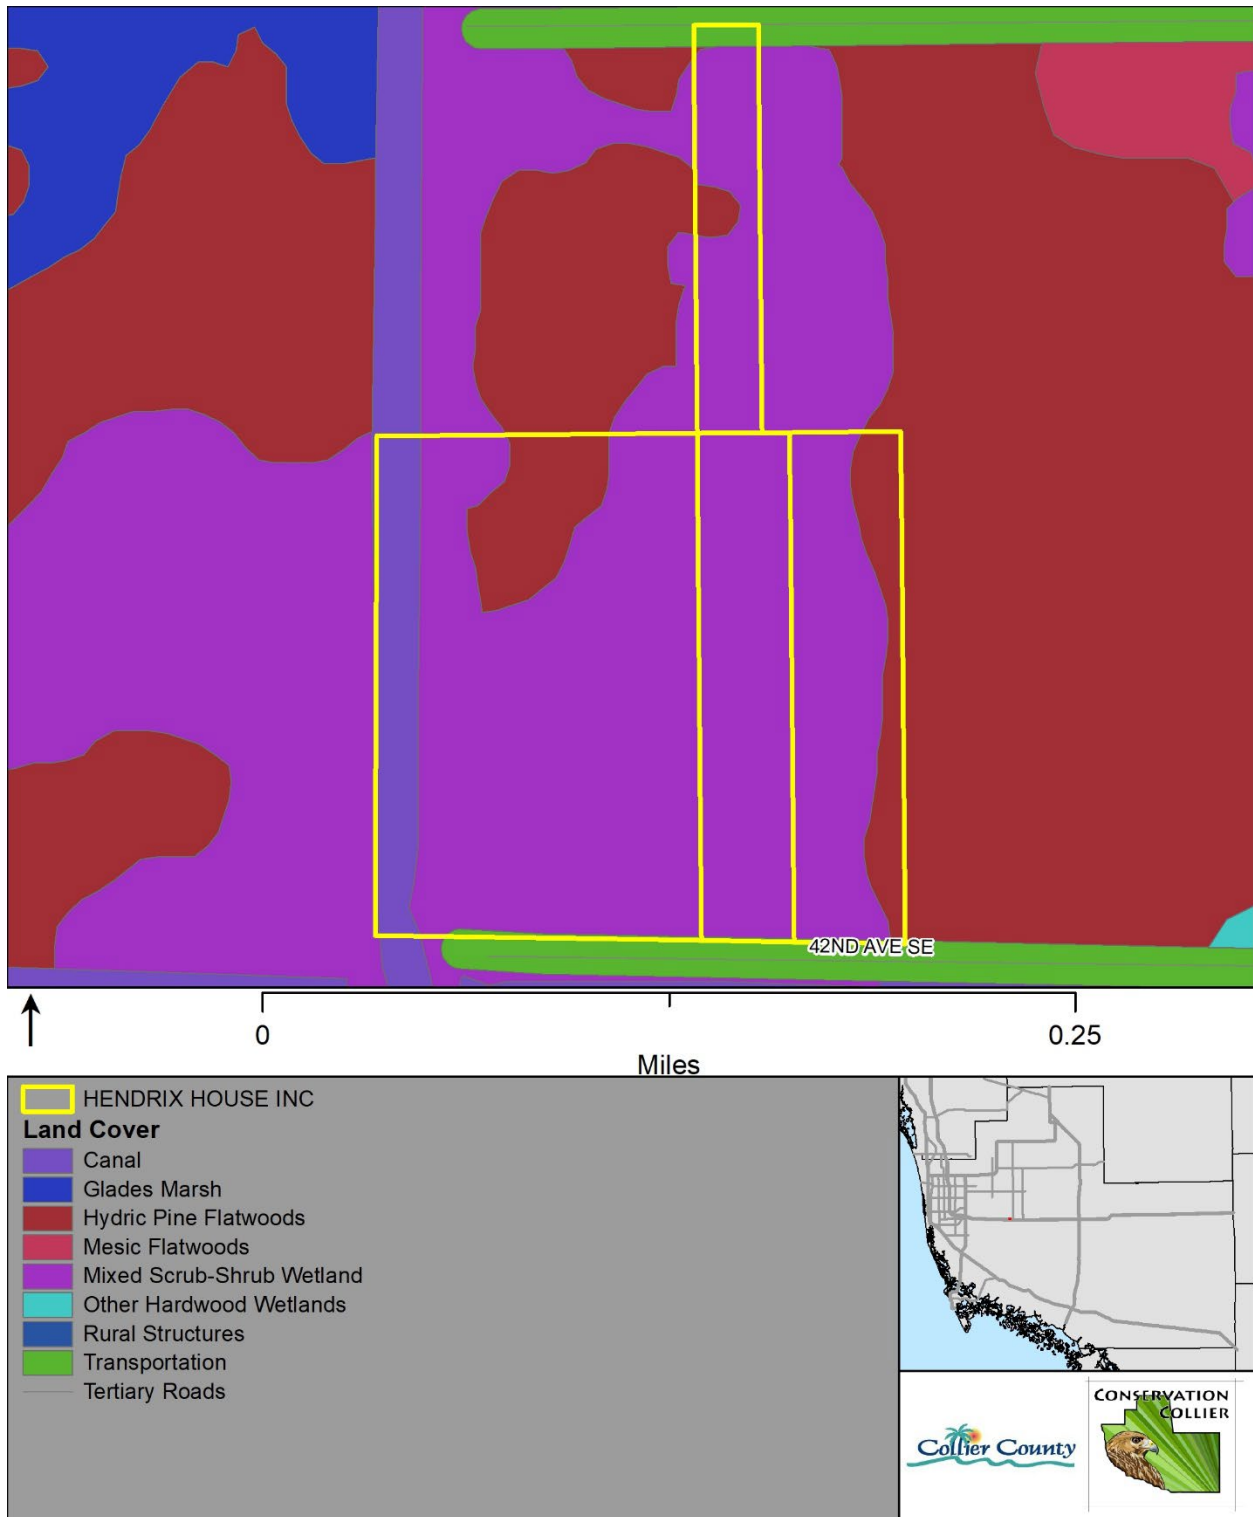 42ND AVE SE
0
0.25
Miles
HENDRIX HOUSE INC
Land Cover
Canal
Glades Marsh
Hydric Pine Flatwoods
Mesic Flatwoods
Mixed Scrub-Shrub Wetland
Other Hardwood Wetlands
Rural Structures
Transportation
Tertiary Roads
Collier County
CONSERVATION
COLLIER